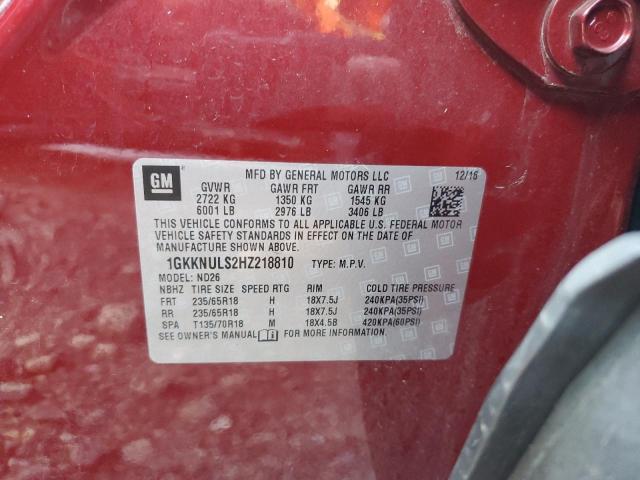 GM
MFD BY GENERAL MOTORS LLC 12/16
GVWR GAWR FRT GAWR RR
2722 KG 1350 KG 1545 KG
6001 LB 2976 LB 3406 LB
THIS VEHICLE CONFORMS TO ALL APPLICABLE U.S. FEDERAL MOTOR
VEHICLE SAFETY STANDARDS IN EFFECT ON THE DATE OF
MANUFACTURE SHOWN ABOVE.
1GKKNULS2HZ218810 TYPE: M.P.V.
MODEL: ND26
NBHZ TIRE SIZE SPEED RTG RIM COLD TIRE PRESSURE
FRT 235/65R18 H 18X7.5J 240KPA(35PSI)
RR 235/65R18 H 18X7.5J 240KPA(35PSI)
SPA T135/70R18 M 18X4.5B 420KPA(60PSI)
SEE OWNER'S MANUAL FOR MORE INFORMATION.